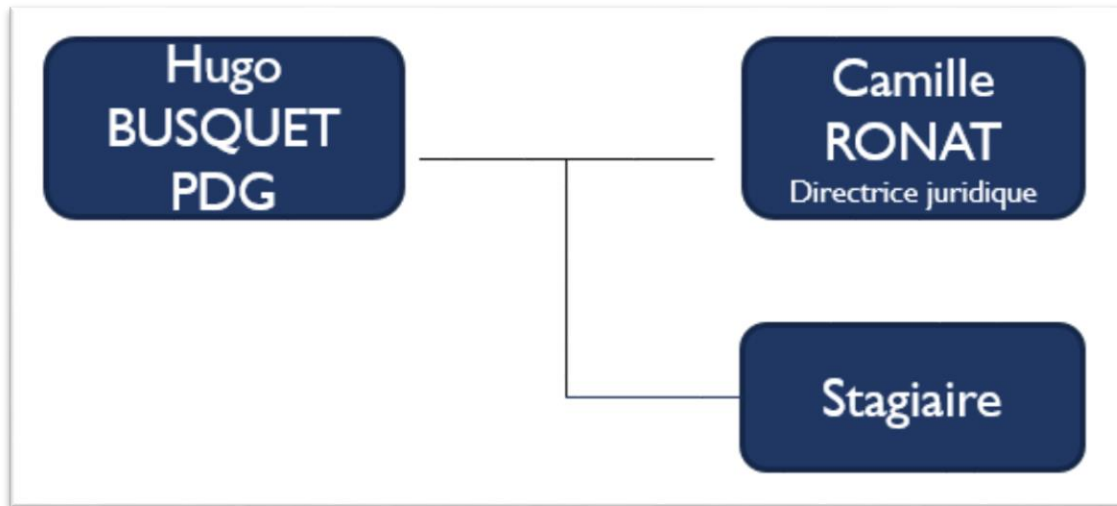 Hugo
BUSQUET
PDG
Camille
RONAT
Directrice juridique
Stagiaire